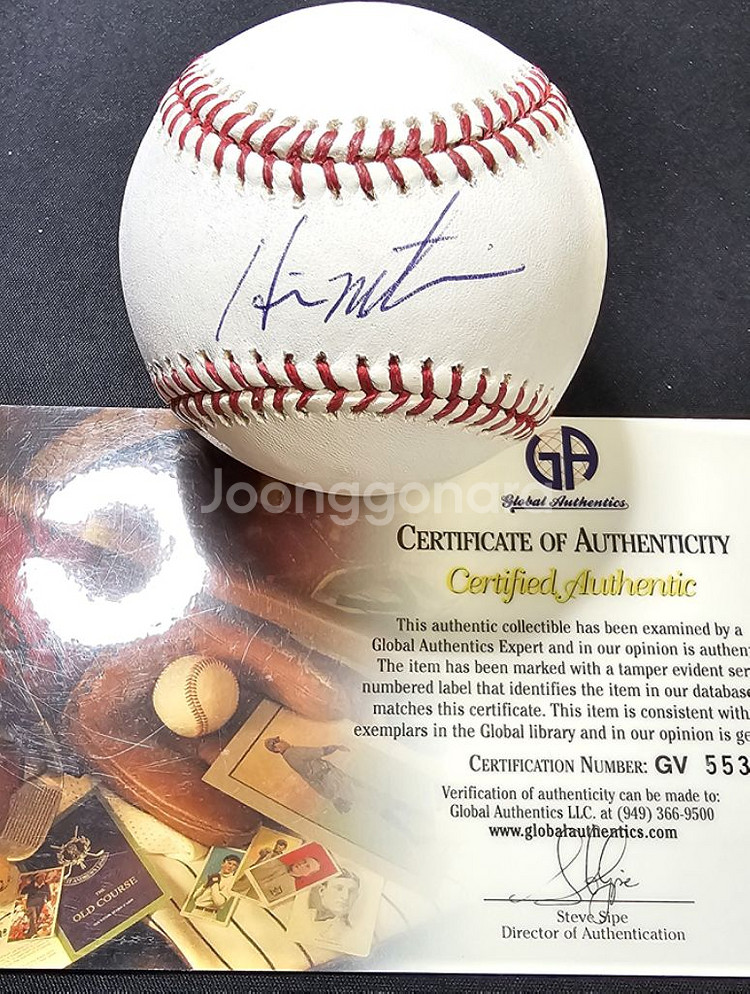 Joonggonara
GA
Global Authentics
CERTIFICATE OF AUTHENTICITY
Certified Authentic
This authentic collectible has been examined by a
Global Authentics Expert and in our opinion is authen
The item has been marked with a tamper evident ser
numbered label that identifies the item in our database
matches this certificate. This item is consistent with
exemplars in the Global library and in our opinion is ge
CERTIFICATION NUMBER: GV 553
Verification of authenticity can be made to:
Global Authentics LLC. at (949) 366-9500
www.globalauthentics.com
Steve Sipe
Director of Authentication
THE
OLD COURSE